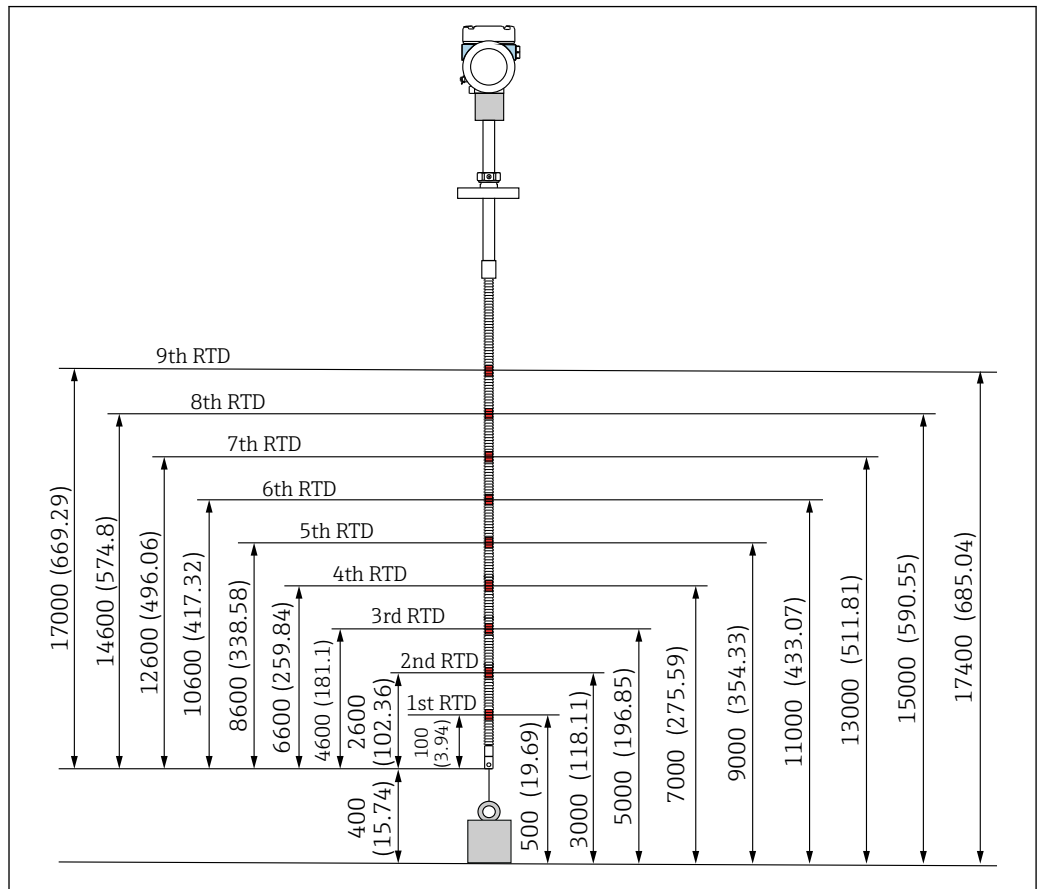 9th RTD
8th RTD
7th RTD
6th RTD
5th RTD
4th RTD
3rd RTD
2nd RTD
1st RTD
17000 (669.29)
14600 (574.8)
12600 (496.06)
10600 (417.32)
8600 (338.58)
6600 (259.84)
4600 (181.1)
2600
(102.36)
100
(3.94)
400
(15.74)
500 (19.69)
3000 (118.11)
5000 (196.85)
7000 (275.59)
9000 (354.33)
11000 (433.07)
13000 (511.81)
15000 (590.55)
17400 (685.04)